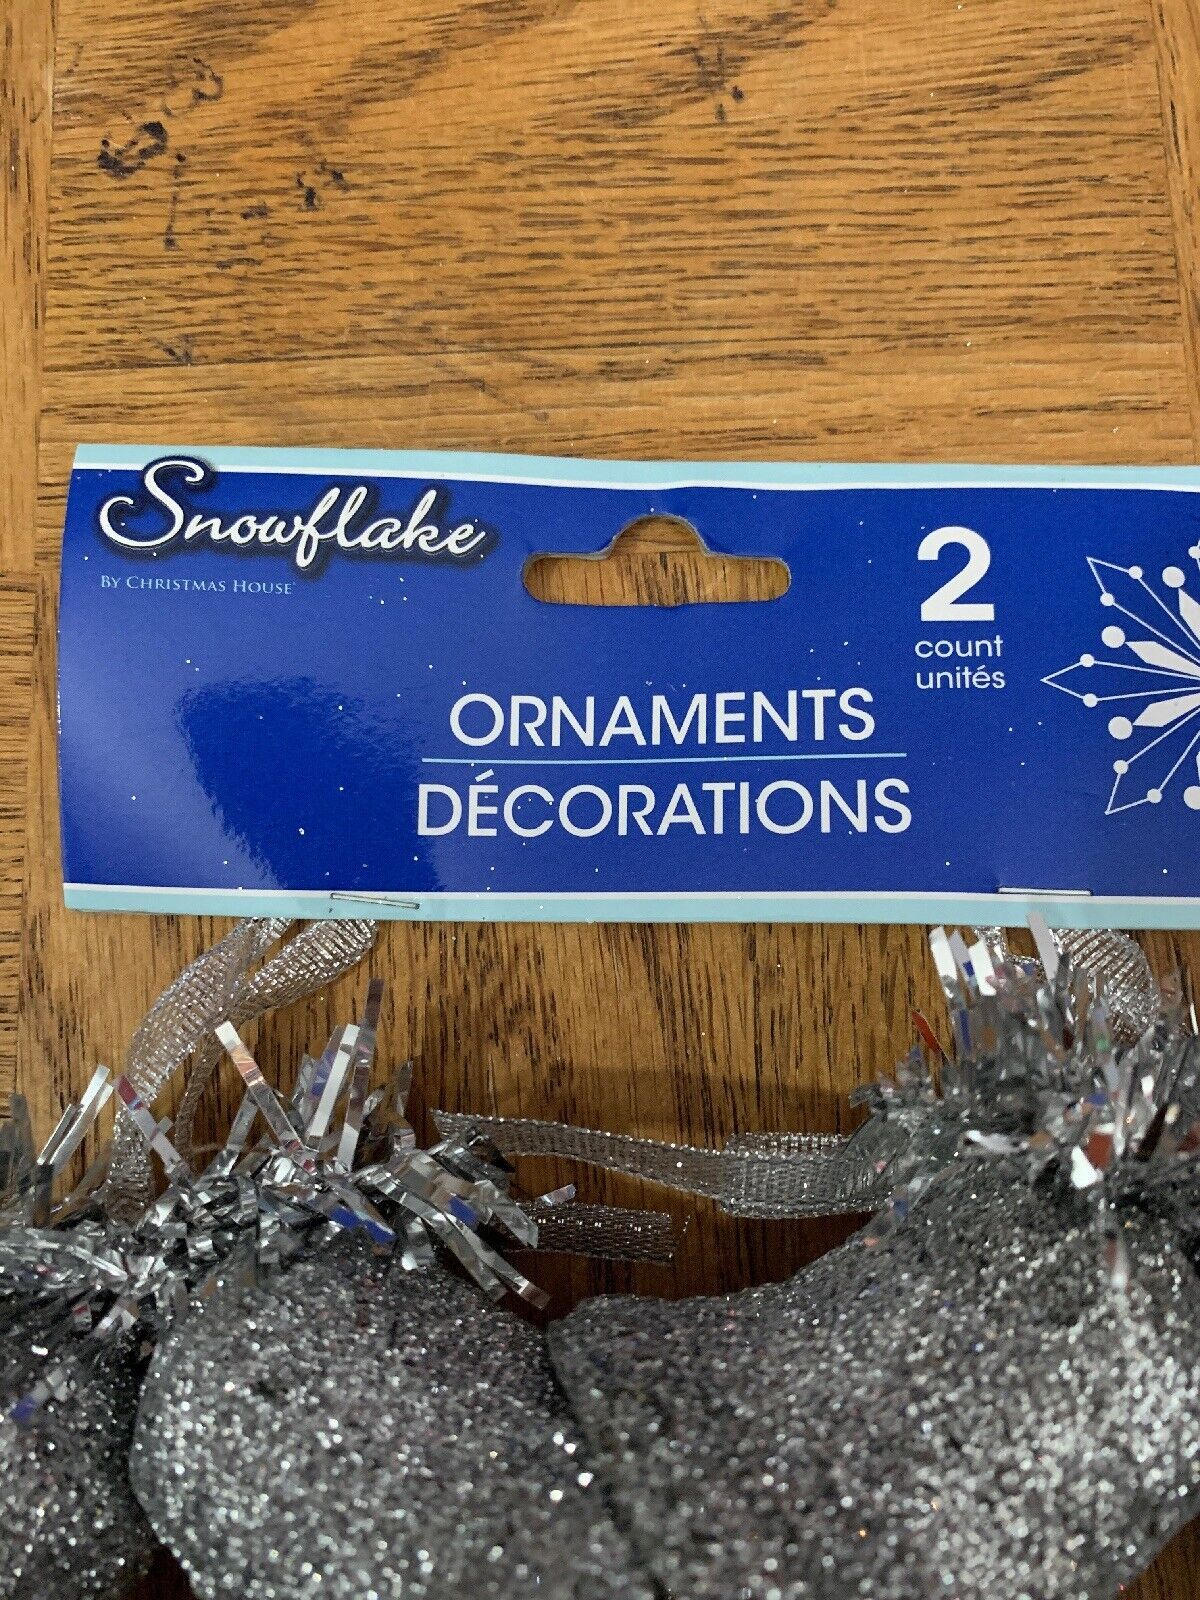 Snowflake
BY CHRISTMAS HOUSE
2
count
unités
ORNAMENTS
DÉCORATIONS